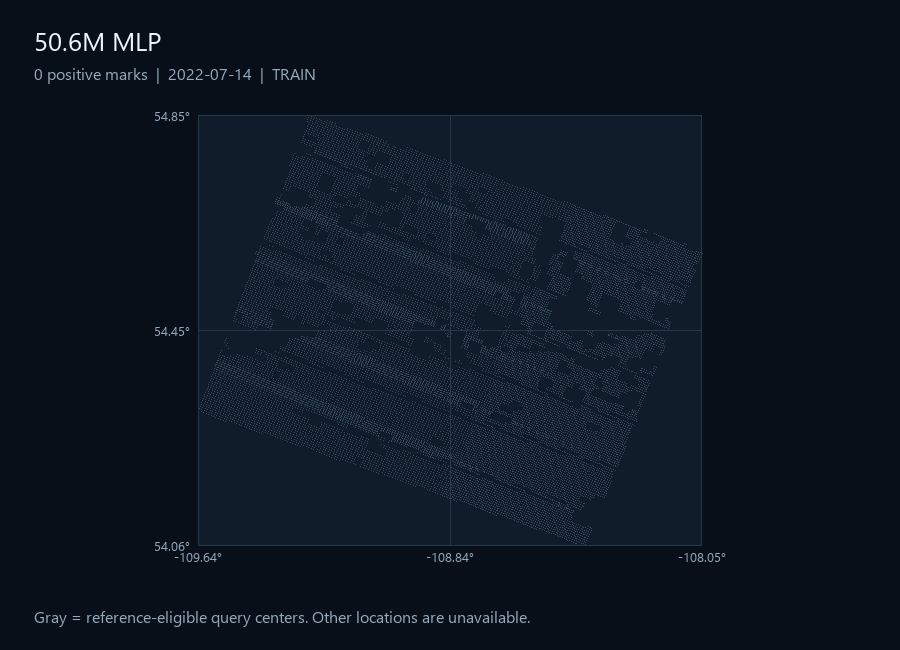 50.6M MLP
0 positive marks | 2022-07-14 | TRAIN
54.85°
54.45°
54.06°
-109.64°
-108.84°
-108.05°
Gray = reference-eligible query centers. Other locations are unavailable.